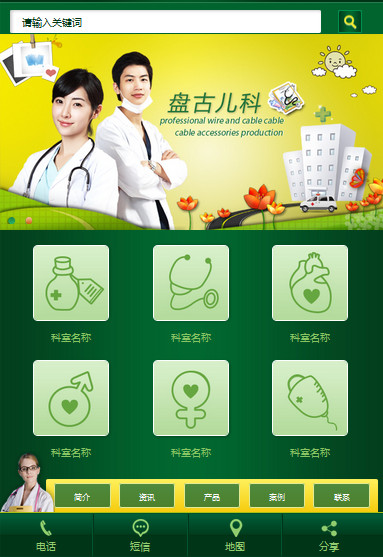 请输入关键词
盘古儿科
professional wire and cable cable
cable accessories production
科室名称 科室名称 科室名称
科室名称 科室名称 科室名称
简介 资讯 产品 案例 联系
电话 短信 地图 分享